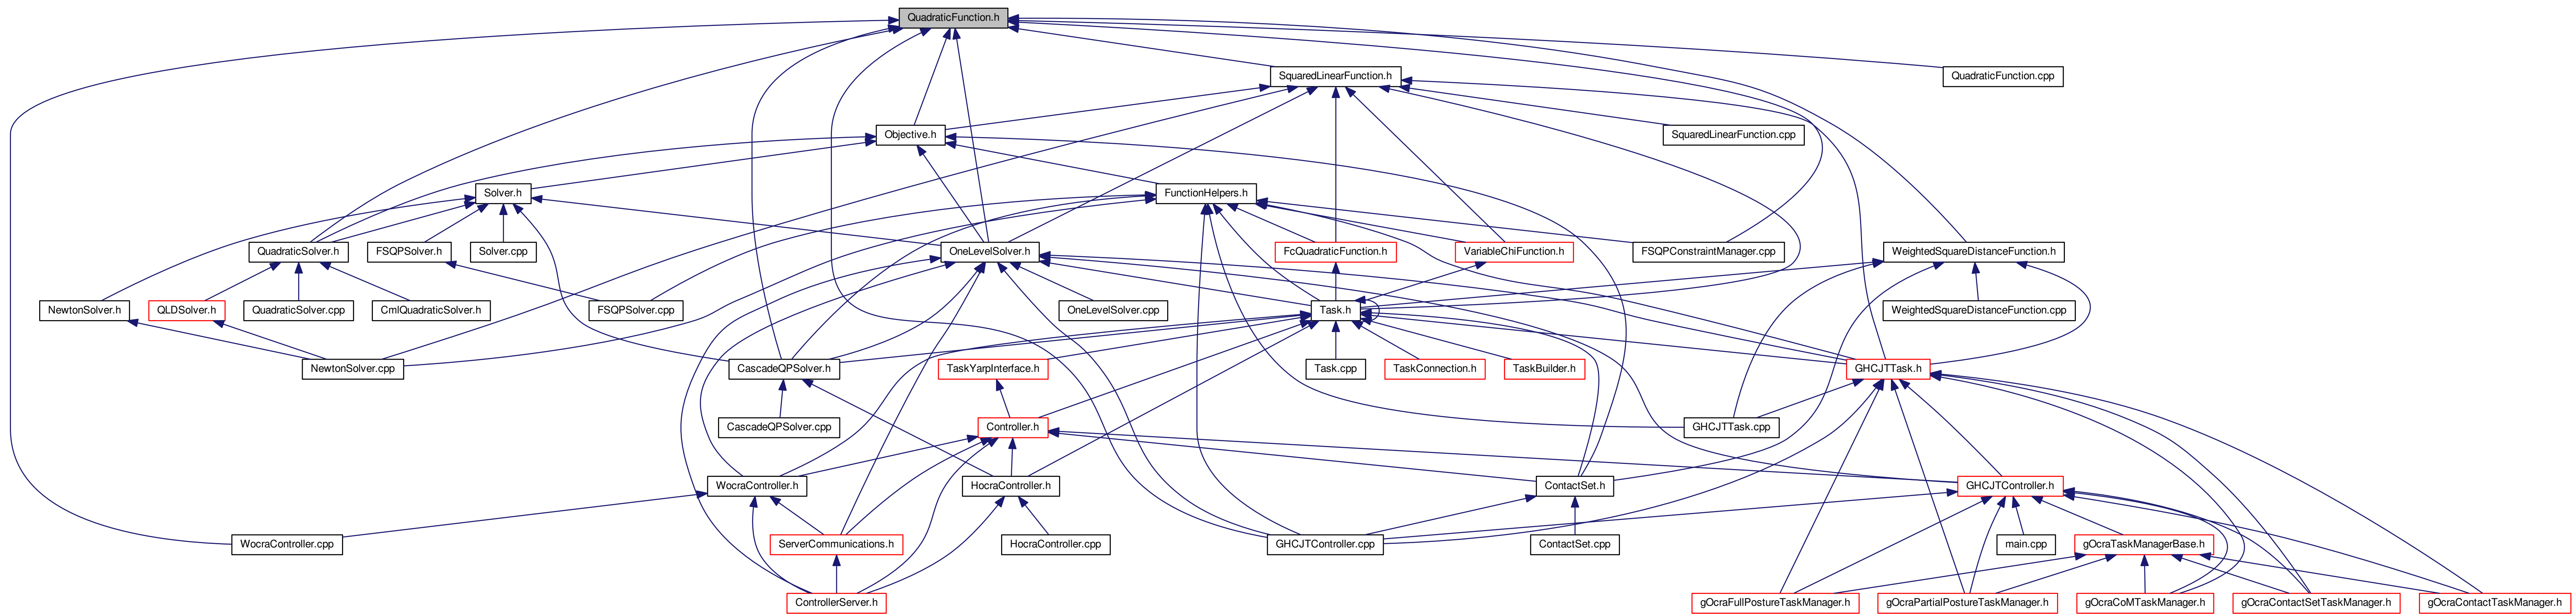 QuadraticFunction.h
SquaredLinearFunction.h
QuadraticFunction.cpp
Objective.h
SquaredLinearFunction.cpp
Solver.h
FunctionHelpers.h
QuadraticSolver.h
FSQPSolver.h
Solver.cpp
OneLevelSolver.h
FcQuadraticFunction.h
VariableChiFunction.h
FSQPConstraintManager.cpp
WeightedSquareDistanceFunction.h
NewtonSolver.h
QLDSolver.h
QuadraticSolver.cpp
CmlQuadraticSolver.h
FSQPSolver.cpp
OneLevelSolver.cpp
Task.h
WeightedSquareDistanceFunction.cpp
NewtonSolver.cpp
CascadeQPSolver.h
TaskYarpInterface.h
Task.cpp
TaskConnection.h
TaskBuilder.h
GHCJTTask.h
CascadeQPSolver.cpp
Controller.h
GHCJTTask.cpp
WocraController.h
HocraController.h
ContactSet.h
GHCJTController.h
WocraController.cpp
ServerCommunications.h
HocraController.cpp
GHCJTController.cpp
ContactSet.cpp
main.cpp
gOcraTaskManagerBase.h
ControllerServer.h
gOcraFullPostureTaskManager.h
gOcraPartialPostureTaskManager.h
gOcraCoMTaskManager.h
gOcraContactSetTaskManager.h
gOcraContactTaskManager.h